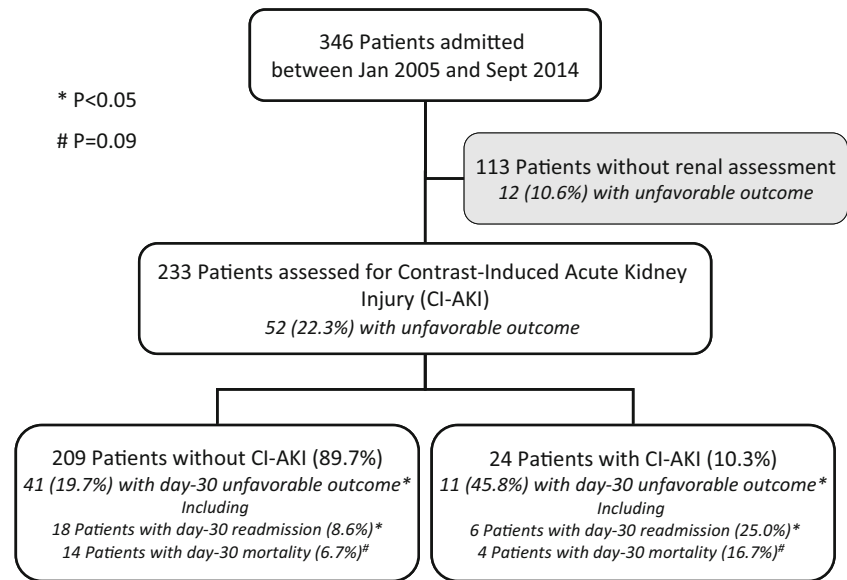 346 Patients admitted
between Jan 2005 and Sept 2014
* P<0.05
# P=0.09
113 Patients without renal assessment
12 (10.6%) with unfavorable outcome
233 Patients assessed for Contrast-Induced Acute Kidney
Injury (CI-AKI)
52 (22.3%) with unfavorable outcome
209 Patients without CI-AKI (89.7%)
41 (19.7%) with day-30 unfavorable outcome*
Including
18 Patients with day-30 readmission (8.6%)*
14 Patients with day-30 mortality (6.7%)#
24 Patients with CI-AKI (10.3%)
11 (45.8%) with day-30 unfavorable outcome*
Including
6 Patients with day-30 readmission (25.0%)*
4 Patients with day-30 mortality (16.7%)#